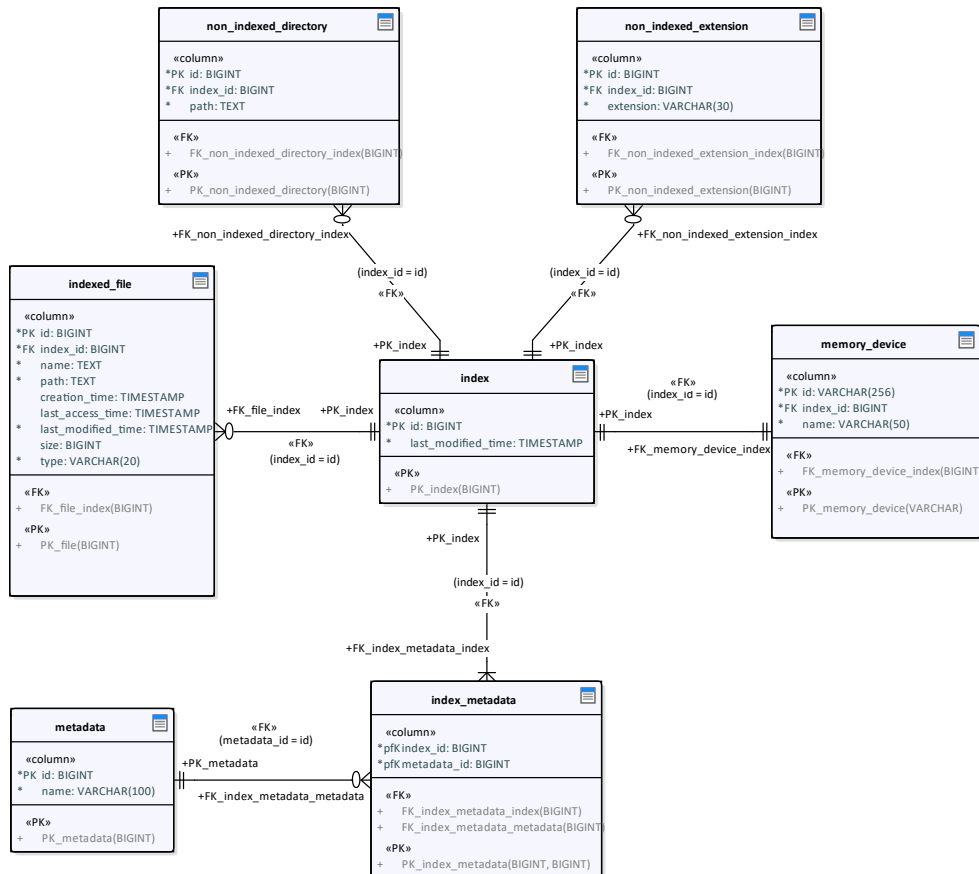 non_indexed_directory
«column»
*PK id: BIGINT
*FK index_id: BIGINT
* path: TEXT
«FK»
+ FK_non_indexed_directory_index(BIGINT)
«PK»
+ PK_non_indexed_directory(BIGINT)
non_indexed_extension
«column»
*PK id: BIGINT
*FK index_id: BIGINT
* extension: VARCHAR(30)
«FK»
+ FK_non_indexed_extension_index(BIGINT)
«PK»
+ PK_non_indexed_extension(BIGINT)
+FK_non_indexed_directory_index
(index_id = id)
«FK»
+PK_index
+FK_non_indexed_extension_index
(index_id = id)
«FK»
+PK_index
indexed_file
«column»
*PK id: BIGINT
*FK index_id: BIGINT
* name: TEXT
* path: TEXT
creation_time: TIMESTAMP
last_access_time: TIMESTAMP
* last_modified_time: TIMESTAMP
size: BIGINT
* type: VARCHAR(20)
«FK»
+ FK_file_index(BIGINT)
«PK»
+ PK_file(BIGINT)
+FK_file_index
+PK_index
«FK»
(index_id = id)
index
«column»
*PK id: BIGINT
* last_modified_time: TIMESTAMP
«PK»
+ PK_index(BIGINT)
«FK»
(index_id = id)
+PK_index
+FK_memory_device_index
memory_device
«column»
*PK id: VARCHAR(256)
*FK index_id: BIGINT
* name: VARCHAR(50)
«FK»
+ FK_memory_device_index(BIGINT)
«PK»
+ PK_memory_device(VARCHAR)
+PK_index
(index_id = id)
«FK»
+FK_index_metadata_index
metadata
«column»
*PK id: BIGINT
* name: VARCHAR(100)
«PK»
+ PK_metadata(BIGINT)
«FK»
(metadata_id = id)
+PK_metadata
+FK_index_metadata_metadata
index_metadata
«column»
*pfK index_id: BIGINT
*pfK metadata_id: BIGINT
«FK»
+ FK_index_metadata_index(BIGINT)
+ FK_index_metadata_metadata(BIGINT)
«PK»
+ PK_index_metadata(BIGINT, BIGINT)